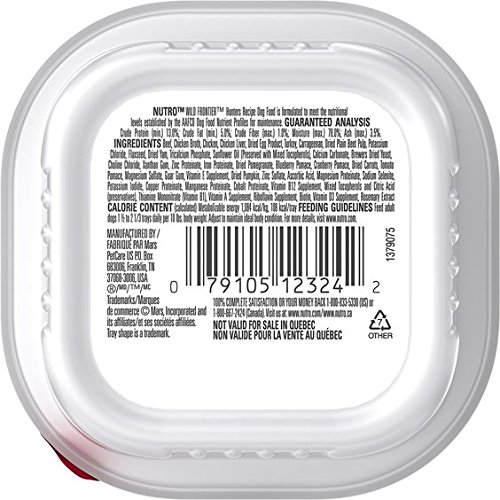 NUTRO™ WILD FRONTIER™ Hunters Recipe Dog Food is formulated to meet the nutritional
levels established by the AAFCO Dog Food Nutrient Profiles for maintenance. GUARANTEED ANALYSIS
Crude Protein (min.) 13.0%; Crude Fat (min.) 5.0%; Crude Fiber (max.) 1.0%; Moisture (max.) 78.0%; Ash (max.) 3.5%.
INGREDIENTS Beef, Chicken Broth, Chicken, Chicken Liver, Dried Egg Product, Turkey, Carrageenan, Dried Plain Beet Pulp, Potassium
Chloride, Flaxseed, Dried Yam, Tricalcium Phosphate, Sunflower Oil (Preserved with Mixed Tocopherols), Calcium Carbonate, Brewers Dried Yeast,
Choline Chloride, Xanthan Gum, Zinc Proteinate, Iron Proteinate, Dried Blueberries, Pineapple, Rosemary, Dried Cranberries, Dried Carrots, Tomato
Pomace, Magnesium Sulfate, Guar Gum, Vitamin E Supplement, Dried Pumpkin, Zinc Sulfate, Ascorbic Acid, Magnesium Proteinate, Sodium Selenite,
Potassium Iodide, Copper Proteinate, Manganese Proteinate, Cobalt Proteinate, Vitamin B12 Supplement, Mixed Tocopherols and Citric Acid
(preservatives), Thiamine Mononitrate (Vitamin B1), Vitamin A Supplement, Riboflavin Supplement, Biotin, Vitamin D3 Supplement, Rosemary Extract.
CALORIE CONTENT (calculated) Metabolizable energy 1,084 kcal/kg, 108 kcal/tray FEEDING GUIDELINES feed adult
dogs 1 ½ to 2 1/3 trays daily per 10 lbs body weight. Adjust to maintain ideal body condition. For more information, visit us at www.nutro.com.
MANUFACTURED BY /
FABRIQUÉ PAR Mars
PetCare US P.O. Box
683006, Franklin, TN
37068-3006, USA
®/MD/™/MC
Trademarks/Marques
de commerce © Mars, Incorporated and
its affiliates/et ses sociétés affiliées.
Tray shape is a trademark.
0 79105 12324 2
1379075
100% COMPLETE SATISFACTION OR YOUR MONEY BACK 1-800-833-5330 (US) or
1-800-667-2424 (Canada). Visit us at www.nutro.com www.nutro.ca
NOT VALID FOR SALE IN QUEBEC
NON VALIDE POUR LA VENTE AU QUÉBEC
7
OTHER